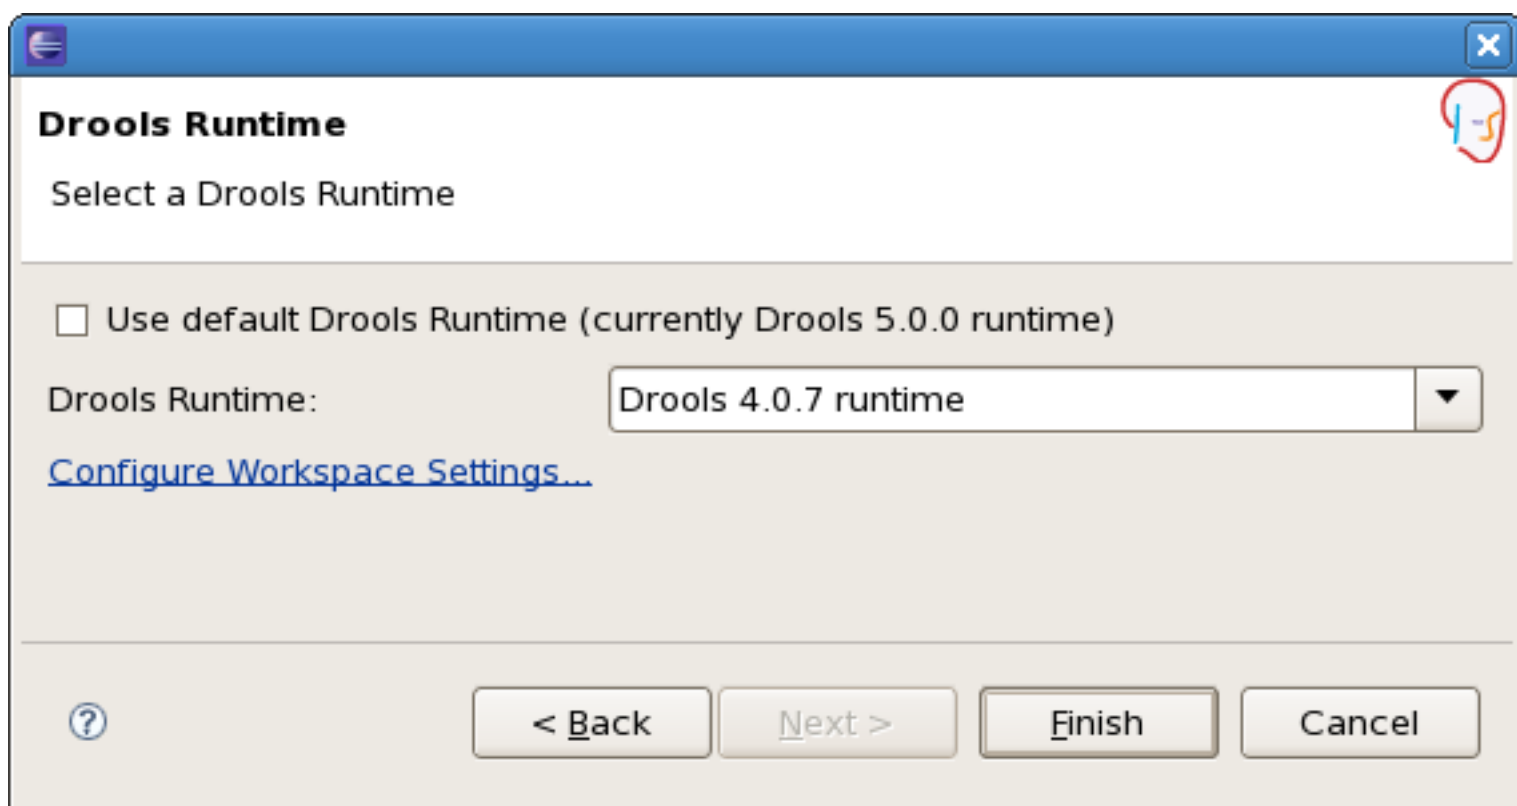 Drools Runtime
Select a Drools Runtime
Use default Drools Runtime (currently Drools 5.0.0 runtime)
Drools Runtime: Drools 4.0.7 runtime
Configure Workspace Settings...
? < Back Next > Finish Cancel